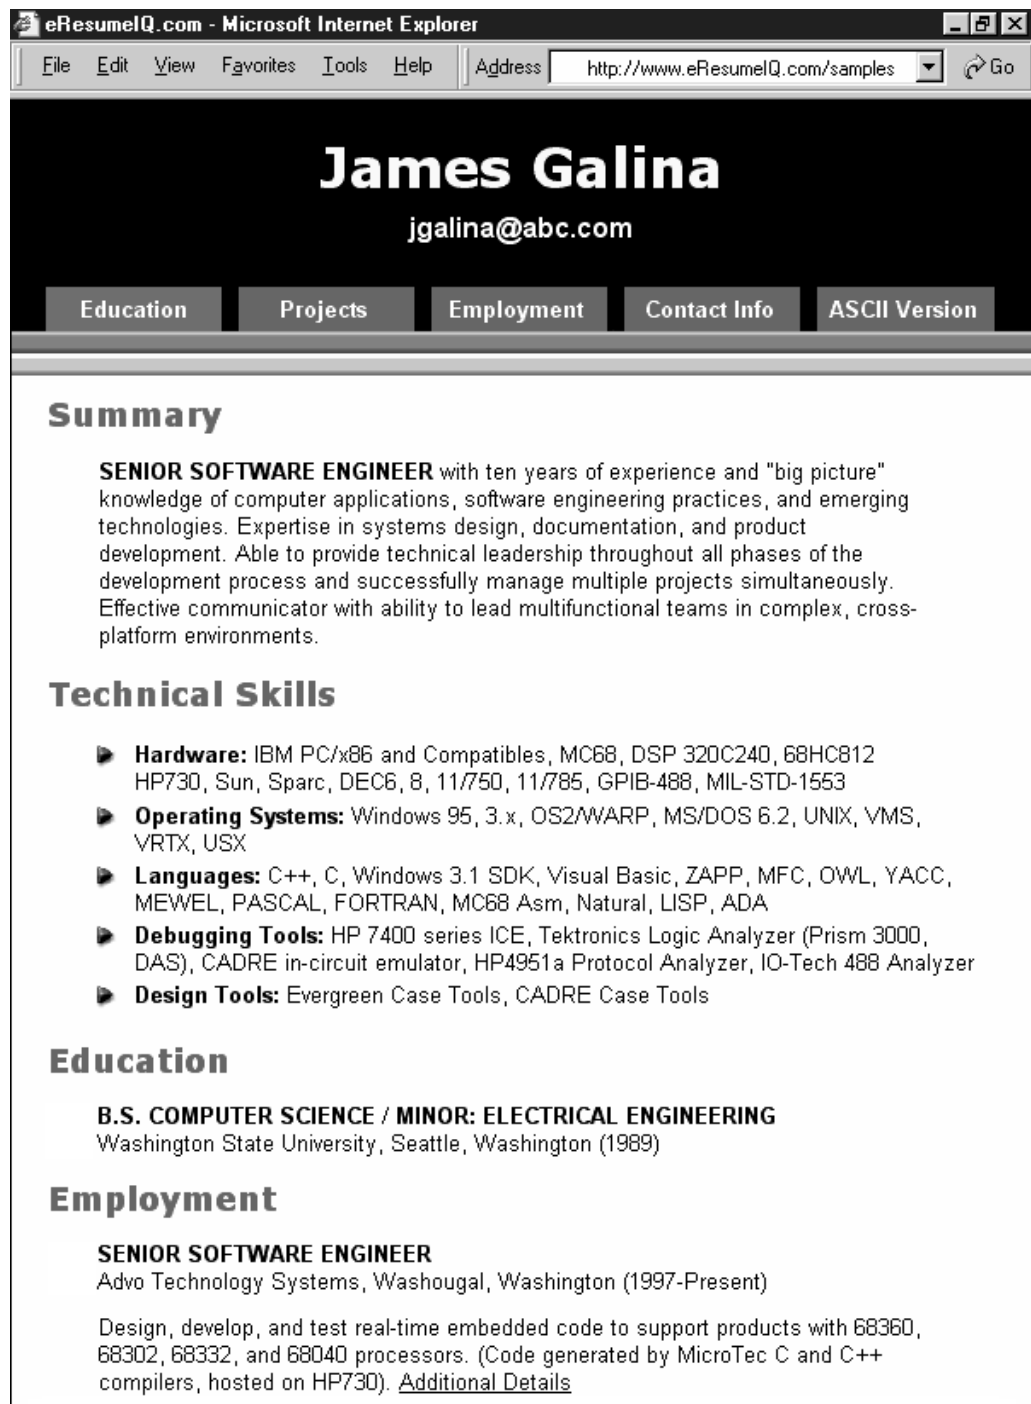 eResumeIQ.com - Microsoft Internet Explorer
File Edit View Favorites Tools Help Address http://www.eResumeIQ.com/samples Go
James Galina
jgalina@abc.com
Education Projects Employment Contact Info ASCII Version
Summary
SENIOR SOFTWARE ENGINEER with ten years of experience and "big picture"
knowledge of computer applications, software engineering practices, and emerging
technologies. Expertise in systems design, documentation, and product
development. Able to provide technical leadership throughout all phases of the
development process and successfully manage multiple projects simultaneously.
Effective communicator with ability to lead multifunctional teams in complex, cross-
platform environments.
Technical Skills
Hardware: IBM PC/x86 and Compatibles, MC68, DSP 320C240, 68HC812
HP730, Sun, Sparc, DEC6, 8, 11/750, 11/785, GPIB-488, MIL-STD-1553
Operating Systems: Windows 95, 3.x, OS2/WARP, MS/DOS 6.2, UNIX, VMS,
VRTX, USX
Languages: C++, C, Windows 3.1 SDK, Visual Basic, ZAPP, MFC, OWL, YACC,
MEWEL, PASCAL, FORTRAN, MC68 Asm, Natural, LISP, ADA
Debugging Tools: HP 7400 series ICE, Tektronics Logic Analyzer (Prism 3000,
DAS), CADRE in-circuit emulator, HP4951a Protocol Analyzer, IO-Tech 488 Analyzer
Design Tools: Evergreen Case Tools, CADRE Case Tools
Education
B.S. COMPUTER SCIENCE / MINOR: ELECTRICAL ENGINEERING
Washington State University, Seattle, Washington (1989)
Employment
SENIOR SOFTWARE ENGINEER
Advo Technology Systems, Washougal, Washington (1997-Present)
Design, develop, and test real-time embedded code to support products with 68360,
68302, 68332, and 68040 processors. (Code generated by MicroTec C and C++
compilers, hosted on HP730). Additional Details